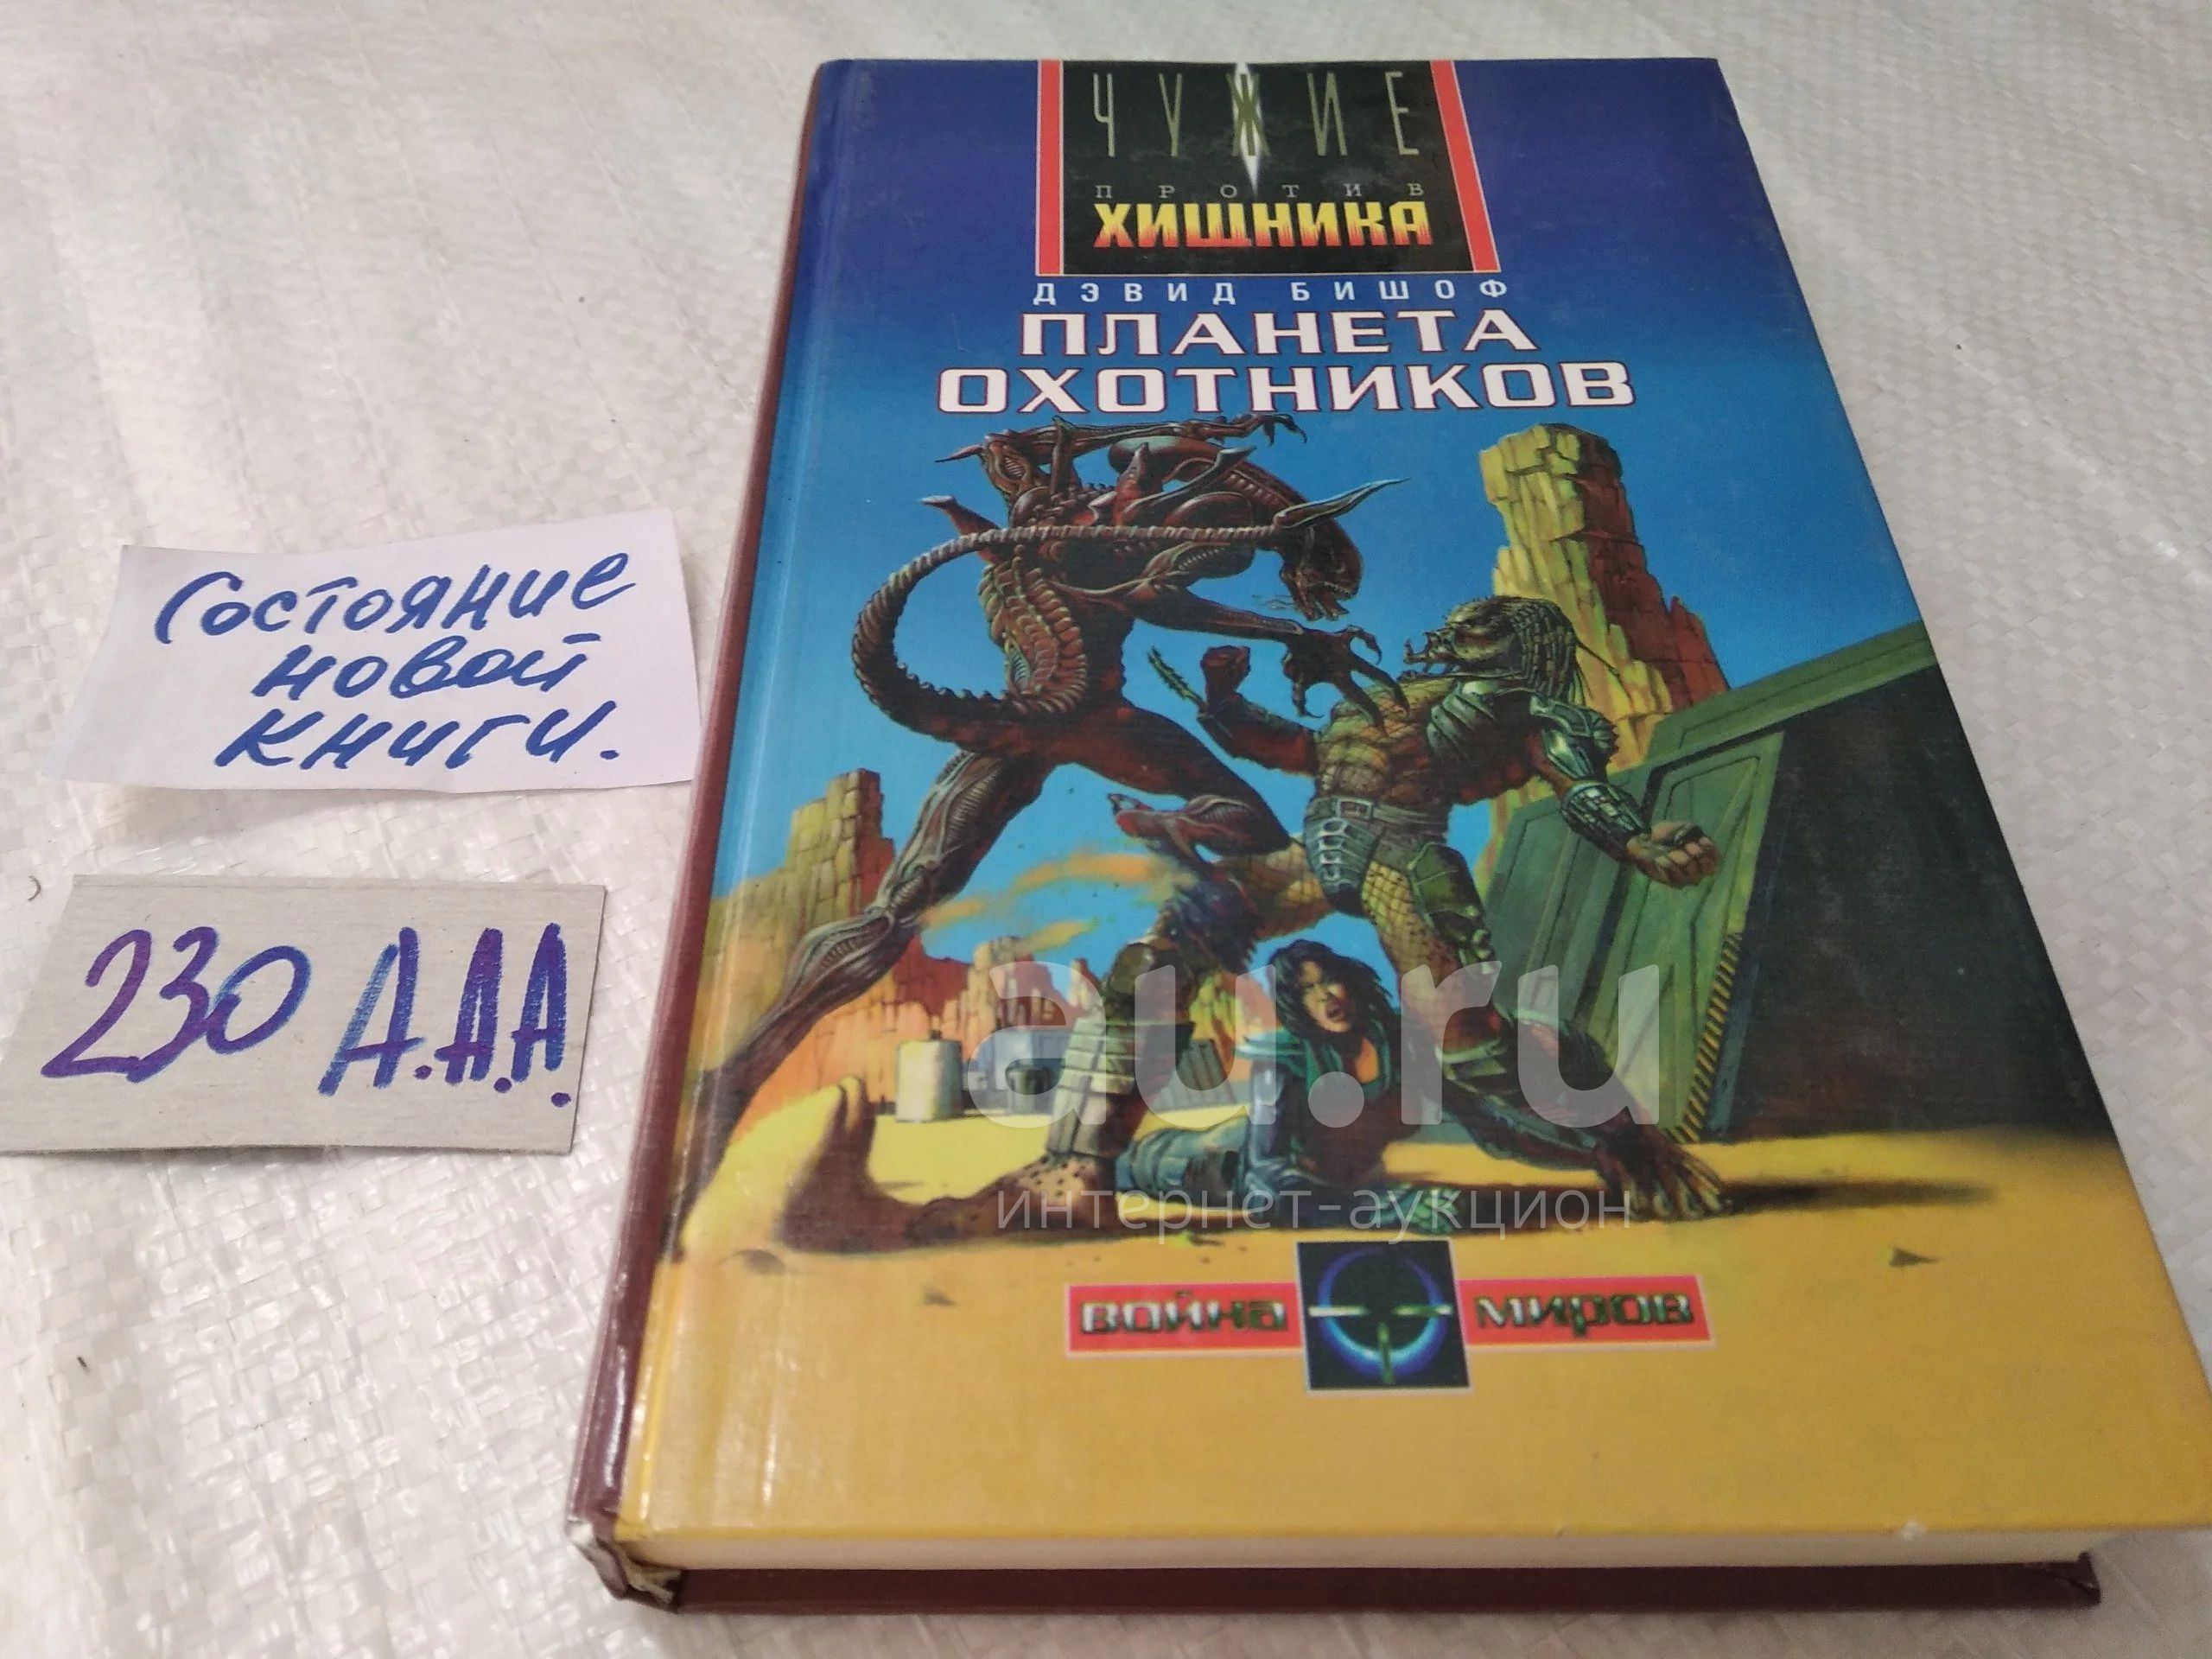 ЧУЖИЕ
ПРОТИВ
ХИЩНИКА
ДЭВИД БИШОФ
ПЛАНЕТА
ОХОТНИКОВ
Состояние
новой
книги.
230 А.А.А.
au.ru
интернет-аукцион
ВОЙНА МИРОВ